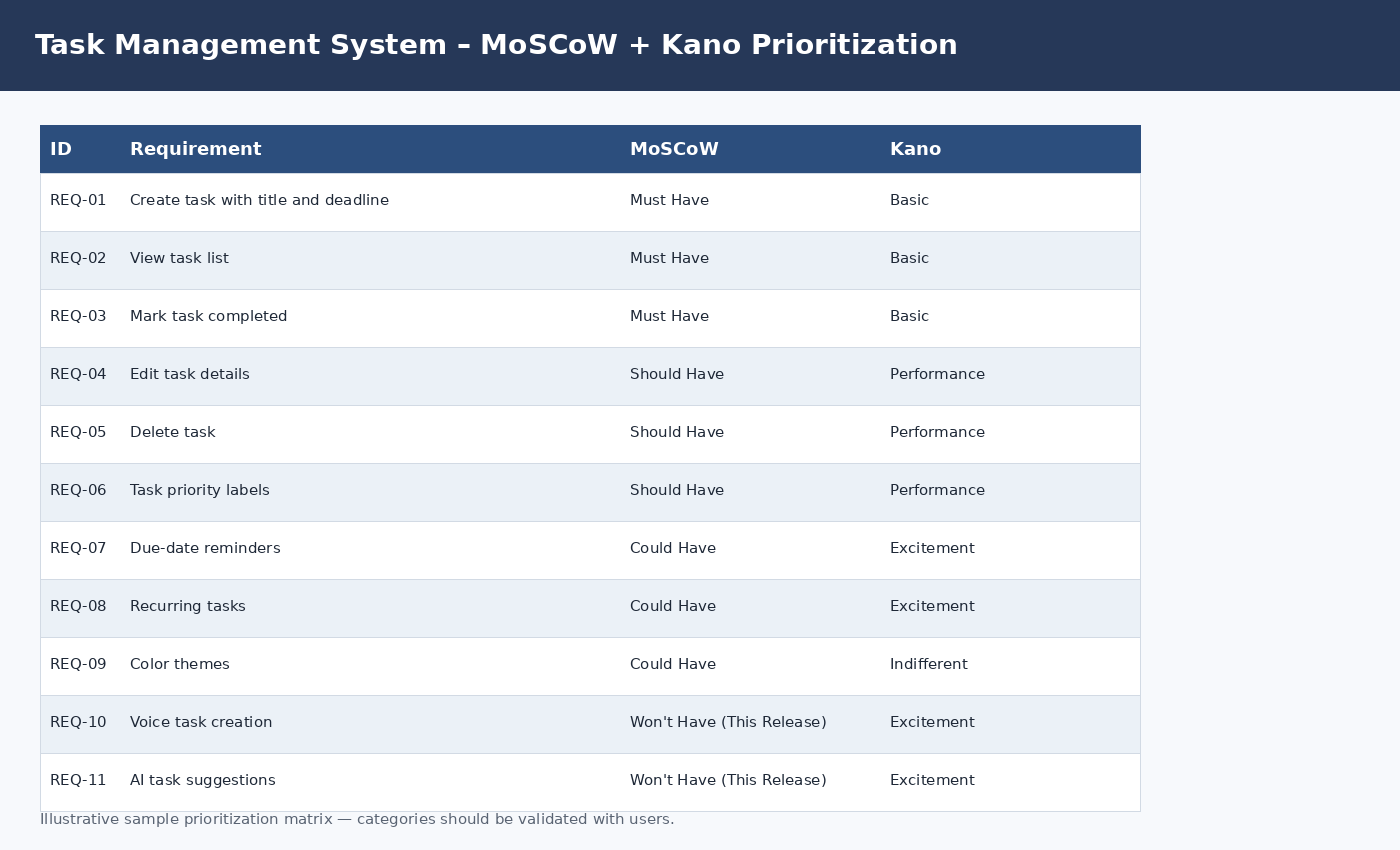 Task Management System – MoSCoW + Kano Prioritization
ID Requirement MoSCoW Kano
REQ-01 Create task with title and deadline Must Have Basic
REQ-02 View task list Must Have Basic
REQ-03 Mark task completed Must Have Basic
REQ-04 Edit task details Should Have Performance
REQ-05 Delete task Should Have Performance
REQ-06 Task priority labels Should Have Performance
REQ-07 Due-date reminders Could Have Excitement
REQ-08 Recurring tasks Could Have Excitement
REQ-09 Color themes Could Have Indifferent
REQ-10 Voice task creation Won't Have (This Release) Excitement
REQ-11 AI task suggestions Won't Have (This Release) Excitement
Illustrative sample prioritization matrix — categories should be validated with users.